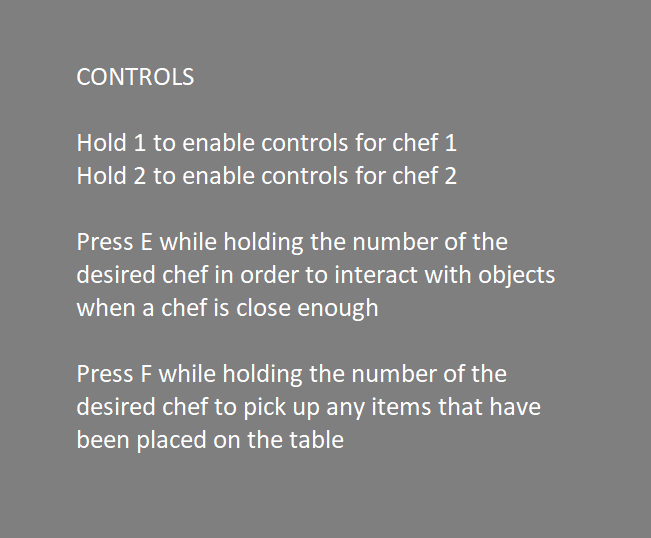 CONTROLS
Hold 1 to enable controls for chef 1
Hold 2 to enable controls for chef 2
Press E while holding the number of the
desired chef in order to interact with objects
when a chef is close enough
Press F while holding the number of the
desired chef to pick up any items that have
been placed on the table